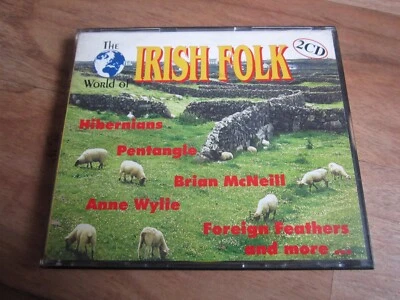 The
World of
IRISH FOLK
2CD
Hibernians
Pentangle
Brian McNeill
Anne Wylie
Foreign Feathers
and more ...